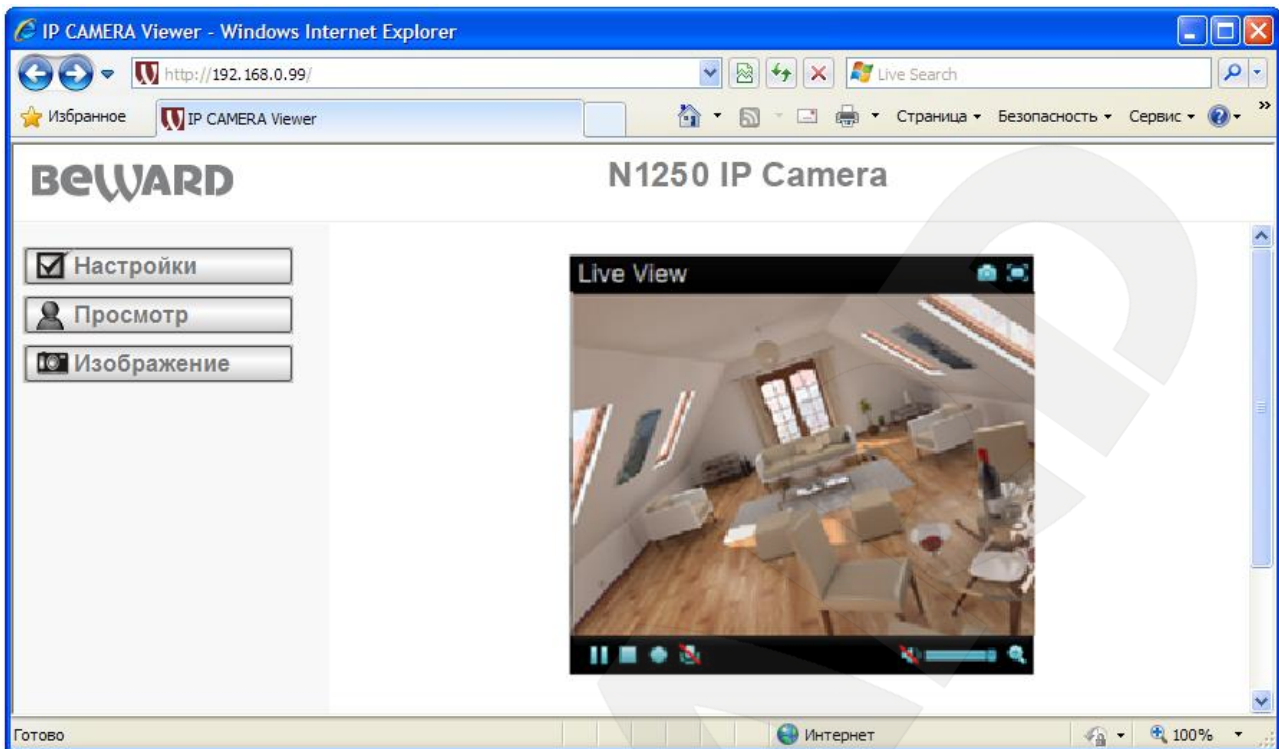 IP CAMERA Viewer - Windows Internet Explorer
http://192.168.0.99/
Live Search
Избранное
IP CAMERA Viewer
Страница
Безопасность
Сервис
BEWARD
N1250 IP Camera
Настройки
Просмотр
Изображение
Live View
Готово
Интернет
100%